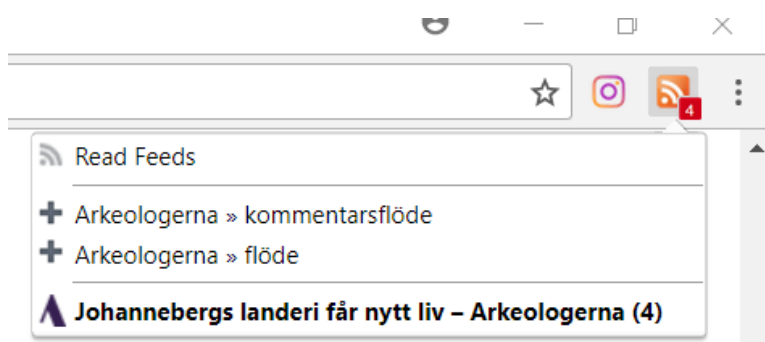 4
Read Feeds
Arkeologerna » kommentarsflöde
Arkeologerna » flöde
Johannebergs landeri får nytt liv – Arkeologerna (4)